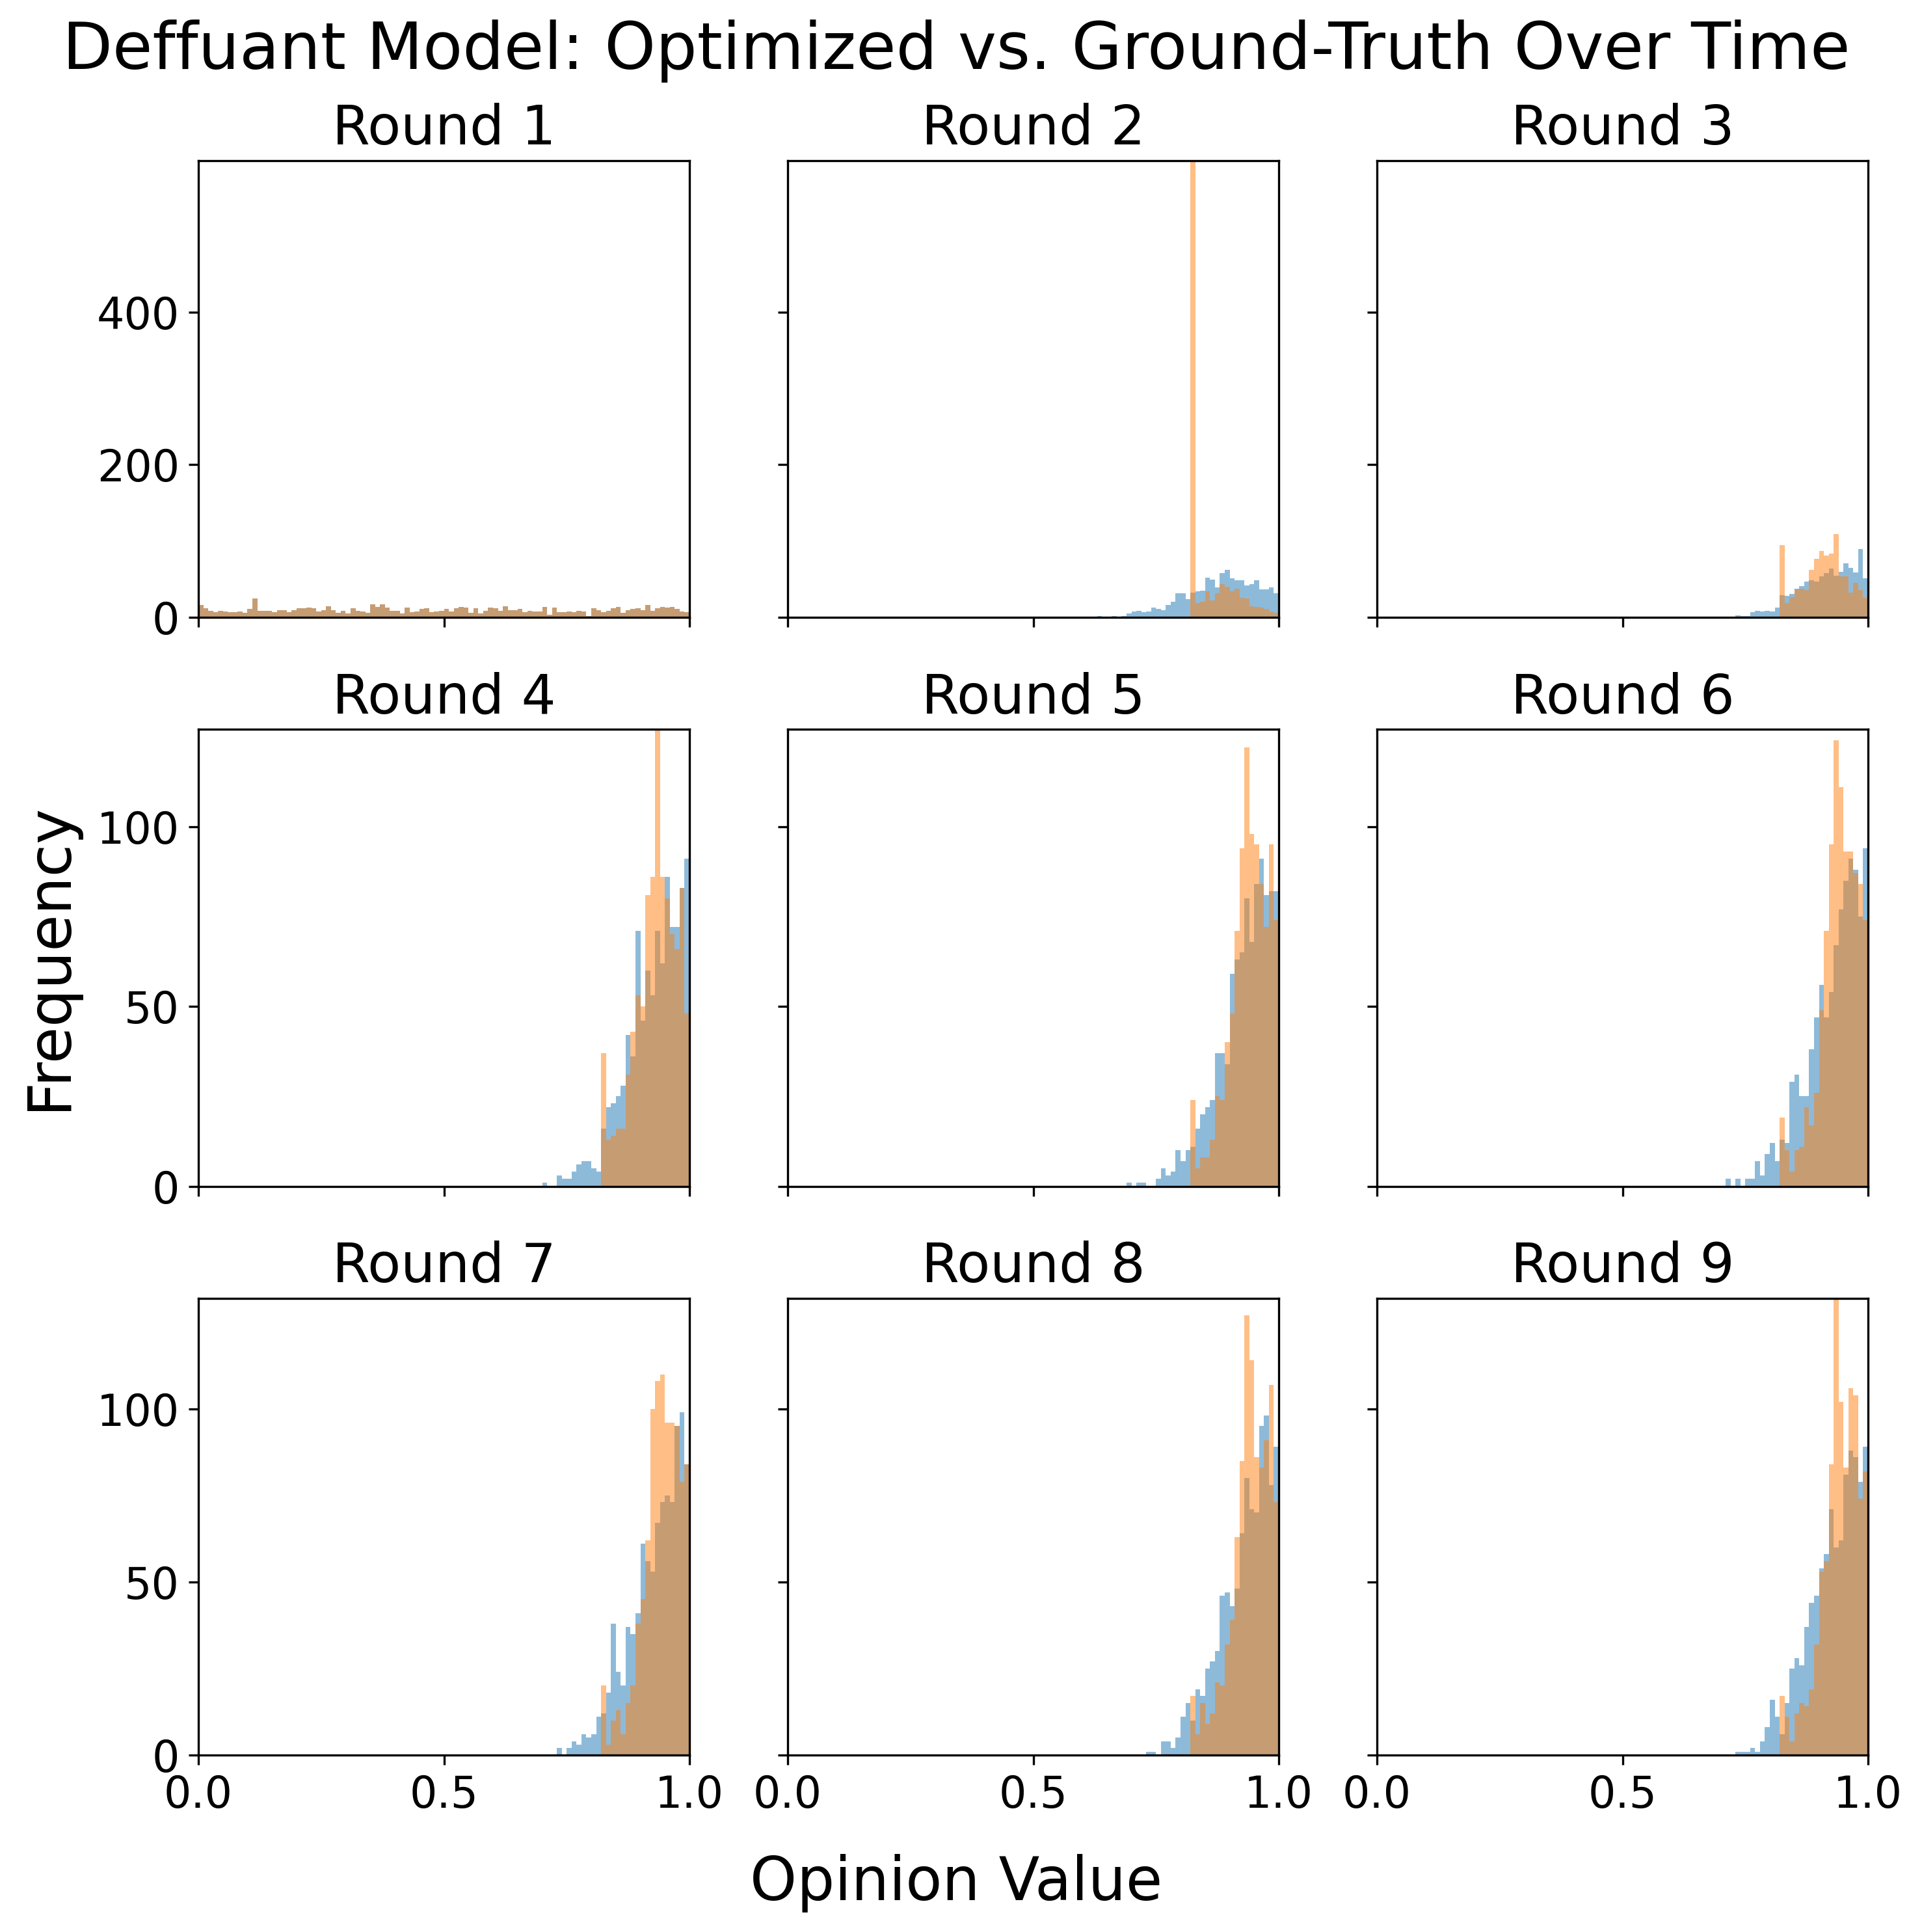 Deffuant Model: Optimized vs. Ground-Truth Over Time
Round 1
Round 2
Round 3
400
200
0
Round 4
Round 5
Round 6
100
50
0
Frequency
Round 7
Round 8
Round 9
100
50
0
0.0 0.5 1.0 0.0 0.5 1.0 0.0 0.5 1.0
Opinion Value